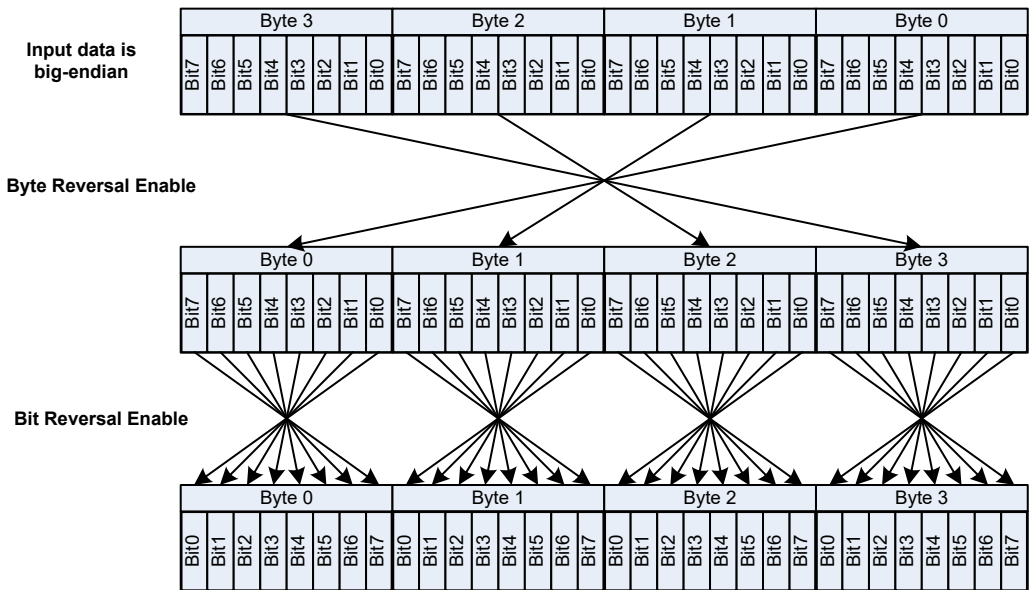 Byte 3 Byte 2 Byte 1 Byte 0
Input data is
big-endian
Bit7 Bit6 Bit5 Bit4 Bit3 Bit2 Bit1 Bit0 Bit7 Bit6 Bit5 Bit4 Bit3 Bit2 Bit1 Bit0 Bit7 Bit6 Bit5 Bit4 Bit3 Bit2 Bit1 Bit0 Bit7 Bit6 Bit5 Bit4 Bit3 Bit2 Bit1 Bit0
Byte Reversal Enable
Byte 0 Byte 1 Byte 2 Byte 3
Bit7 Bit6 Bit5 Bit4 Bit3 Bit2 Bit1 Bit0 Bit7 Bit6 Bit5 Bit4 Bit3 Bit2 Bit1 Bit0 Bit7 Bit6 Bit5 Bit4 Bit3 Bit2 Bit1 Bit0 Bit7 Bit6 Bit5 Bit4 Bit3 Bit2 Bit1 Bit0
Bit Reversal Enable
Byte 0 Byte 1 Byte 2 Byte 3
Bit0 Bit1 Bit2 Bit3 Bit4 Bit5 Bit6 Bit7 Bit0 Bit1 Bit2 Bit3 Bit4 Bit5 Bit6 Bit7 Bit0 Bit1 Bit2 Bit3 Bit4 Bit5 Bit6 Bit7 Bit0 Bit1 Bit2 Bit3 Bit4 Bit5 Bit6 Bit7